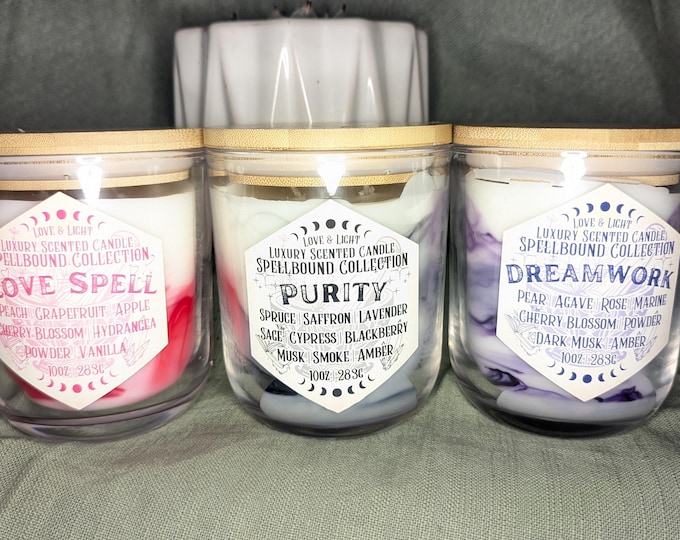 Love & Light
Luxury Scented Candle
Spellbound Collection
Love Spell
Peach Grapefruit Apple
Cherry Blossom Hydrangea
Powder Vanilla
10oz 283g
Love & Light
Luxury Scented Candle
Spellbound Collection
Purity
Spruce Saffron Lavender
Sage Cypress Blackberry
Musk Smoke Amber
10oz 283g
Love & Light
Luxury Scented Candle
Spellbound Collection
Dreamwork
Pear Agave Rose Marine
Cherry Blossom Powder
Dark Musk Amber
10oz 283g